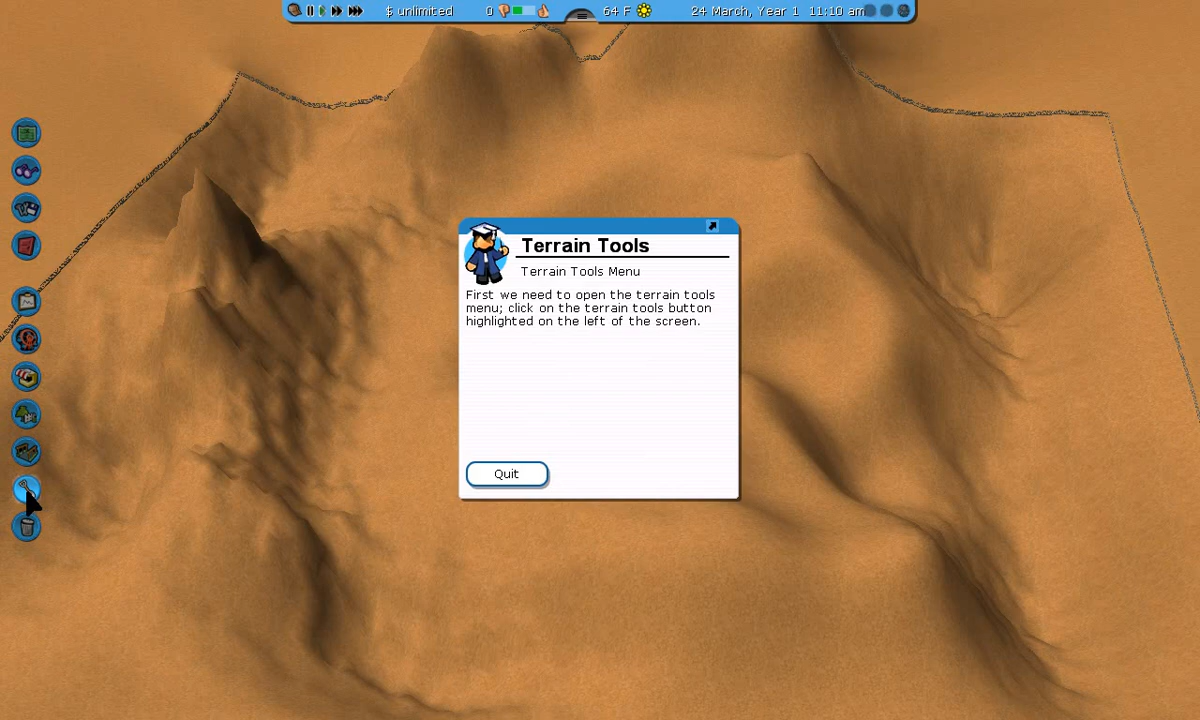 $ unlimited 0 64 F 24 March, Year 1 11:10 am
Terrain Tools
Terrain Tools Menu
First we need to open the terrain tools
menu; click on the terrain tools button
highlighted on the left of the screen.
Quit